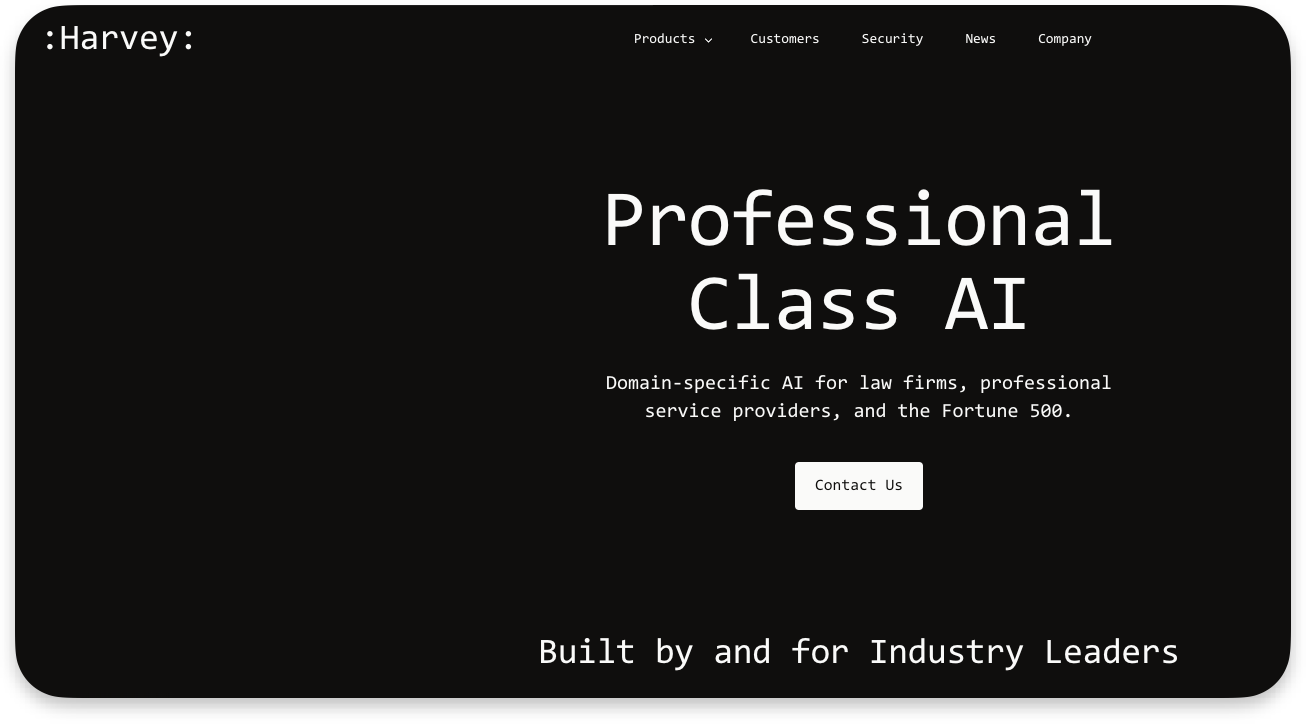 :Harvey:
Products Customers Security News Company
Professional
Class AI
Domain-specific AI for law firms, professional
service providers, and the Fortune 500.
Contact Us
Built by and for Industry Leaders